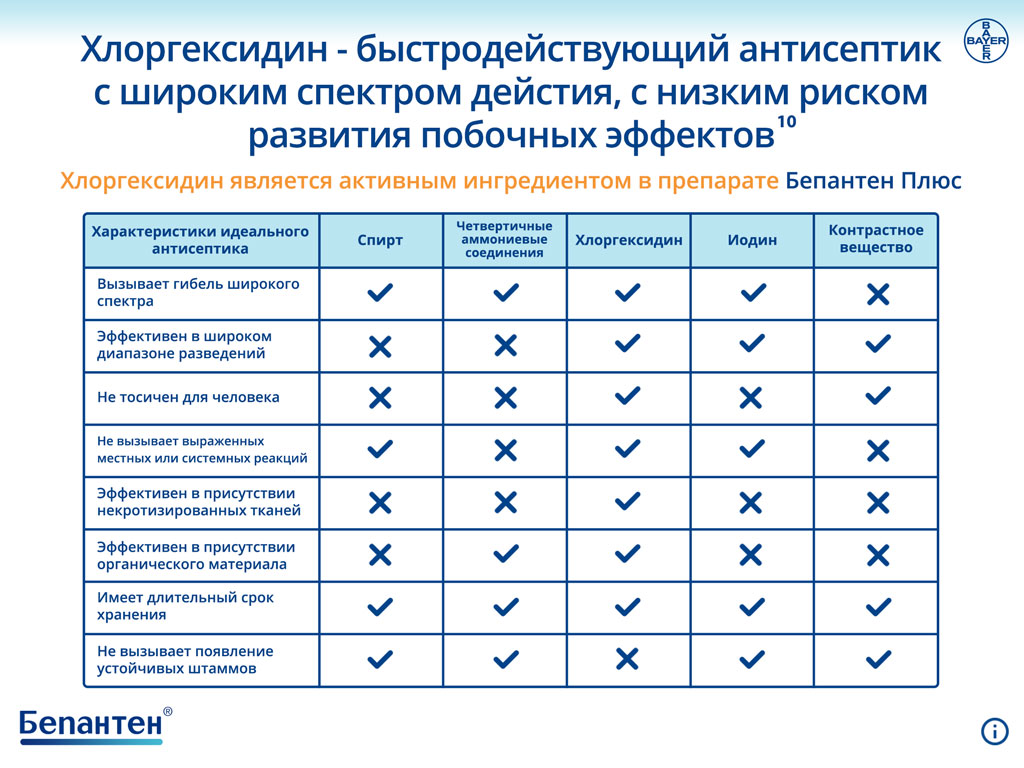 Хлоргексидин - быстродействующий антисептик
с широким спектром дейстия, с низким риском
развития побочных эффектов¹⁰
BAYER
BAYER
Хлоргексидин является активным ингредиентом в препарате Бепантен Плюс
Характеристики идеального
антисептика
Спирт
Четвертичные
аммониевые
соединения
Хлоргексидин
Иодин
Контрастное
вещество
Вызывает гибель широкого
спектра
Эффективен в широком
диапазоне разведений
Не тосичен для человека
Не вызывает выраженных
местных или системных реакций
Эффективен в присутствии
некротизированных тканей
Эффективен в присутствии
органического материала
Имеет длительный срок
хранения
Не вызывает появление
устойчивых штаммов
Бепантен®
i